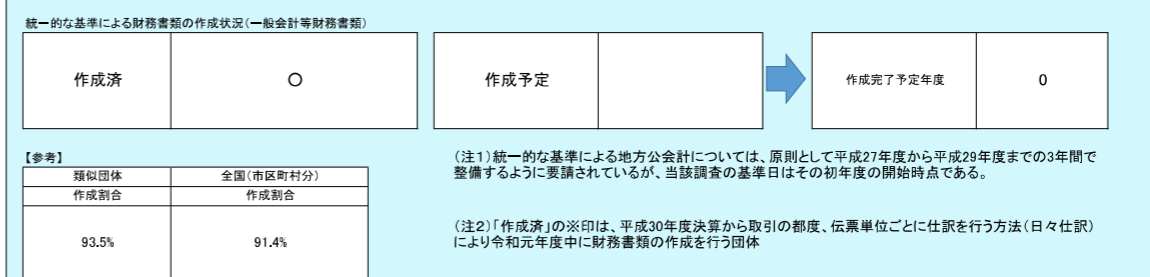 統一的な基準による財務書類の作成状況(一般会計等財務書類)
作成済
○
作成予定
作成完了予定年度
0
【参考】
類似団体
全国(市区町村分)
作成割合
作成割合
93.5%
91.4%
(注1)統一的な基準による地方公会計については、原則として平成27年度から平成29年度までの3年間で
整備するように要請されているが、当該調査の基準日はその初年度の開始時点である。
(注2)「作成済」の※印は、平成30年度決算から取引の都度、伝票単位ごとに仕訳を行う方法(日々仕訳)
により令和元年度中に財務書類の作成を行う団体